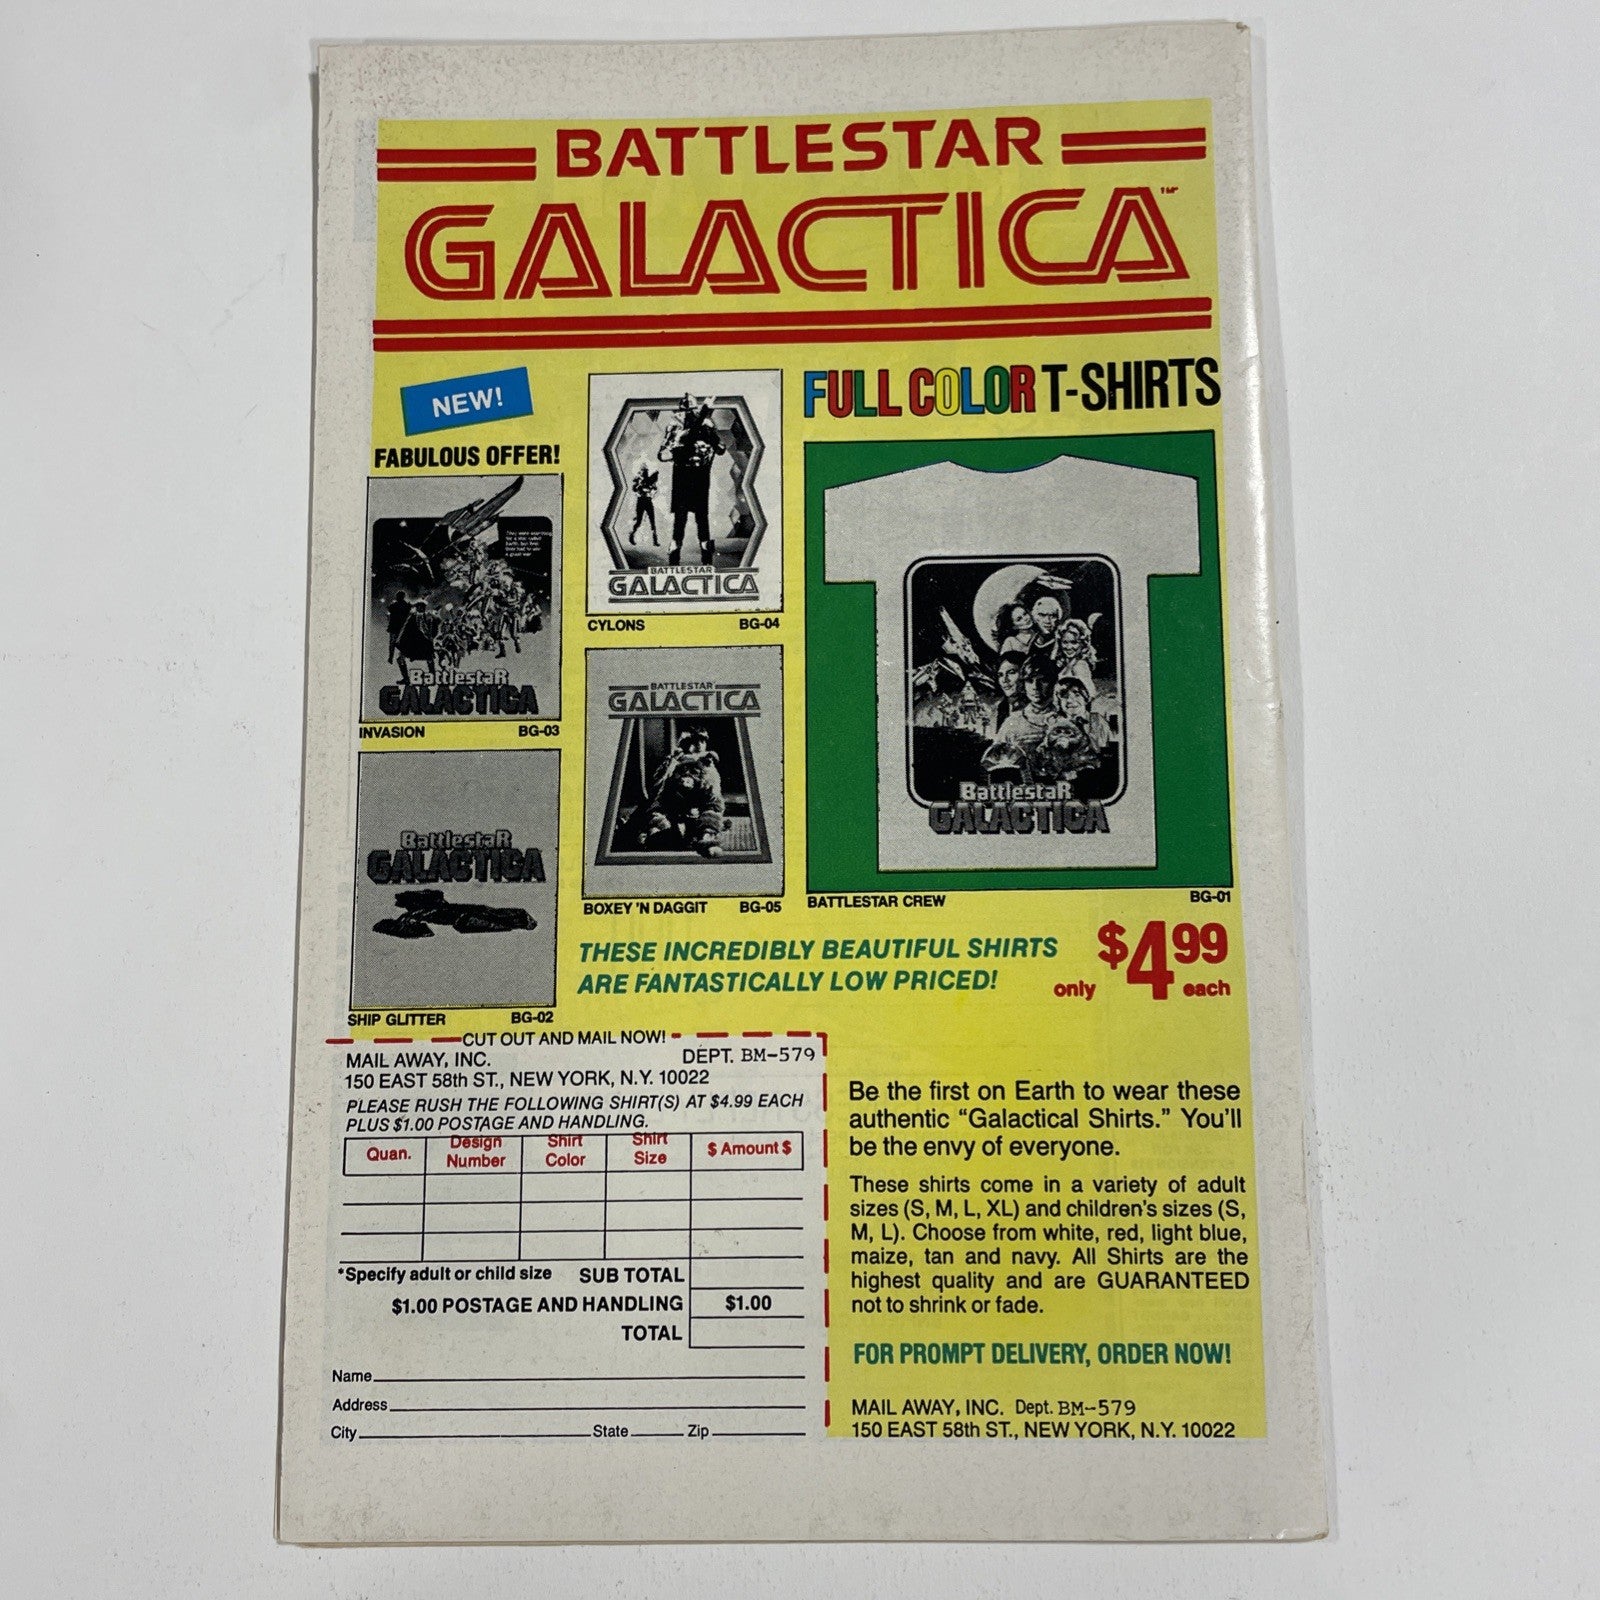 BATTLESTAR
GALACTICA™
NEW!
FABULOUS OFFER!
FULL COLOR T-SHIRTS
BattlestaR
GALACTICA
INVASION BG-03
BATTLESTAR
GALACTICA
CYLONS BG-04
BattlestaR
GALACTICA
SHIP GLITTER BG-02
BATTLESTAR
GALACTICA
BOXEY 'N DAGGIT BG-05
BattlestaR
GALACTICA
BATTLESTAR CREW BG-01
THESE INCREDIBLY BEAUTIFUL SHIRTS
ARE FANTASTICALLY LOW PRICED!
only $4.99 each
CUT OUT AND MAIL NOW!
MAIL AWAY, INC. DEPT. BM-579
150 EAST 58th ST., NEW YORK, N.Y. 10022
PLEASE RUSH THE FOLLOWING SHIRT(S) AT $4.99 EACH
PLUS $1.00 POSTAGE AND HANDLING.
Quan. Design Number Shirt Color Shirt Size $ Amount $
*Specify adult or child size SUB TOTAL
$1.00 POSTAGE AND HANDLING $1.00
TOTAL
Name
Address
City State Zip
Be the first on Earth to wear these
authentic "Galactical Shirts." You'll
be the envy of everyone.
These shirts come in a variety of adult
sizes (S, M, L, XL) and children's sizes (S,
M, L). Choose from white, red, light blue,
maize, tan and navy. All Shirts are the
highest quality and are GUARANTEED
not to shrink or fade.
FOR PROMPT DELIVERY, ORDER NOW!
MAIL AWAY, INC. Dept. BM-579
150 EAST 58th ST., NEW YORK, N.Y. 10022